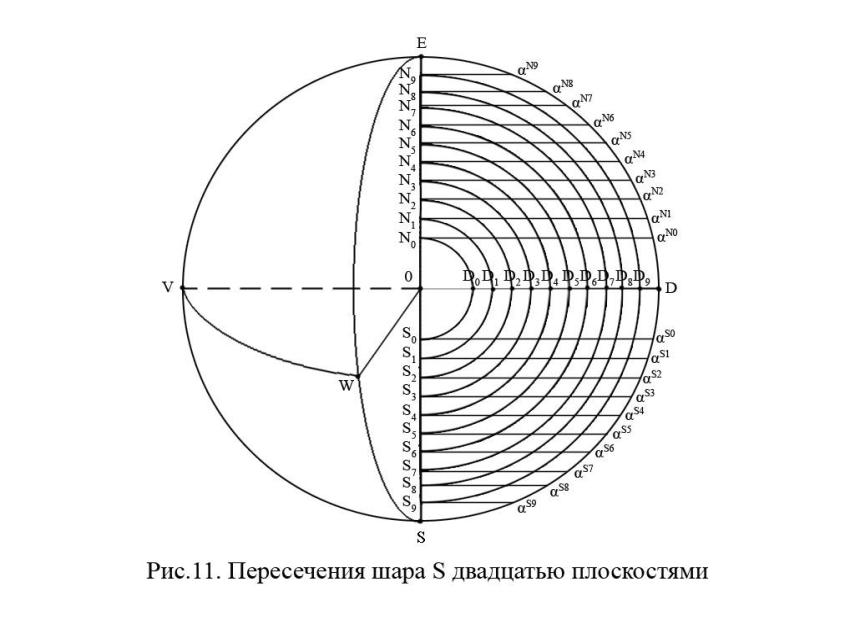 E
N9 αN9
N8 αN8
N7 αN7
N6 αN6
N5 αN5
N4 αN4
N3 αN3
N2 αN2
N1 αN1
N0 αN0
V 0 D0 D1 D2 D3 D4 D5 D6 D7 D8 D9 D
S0 αS0
S1 αS1
S2 αS2
W S3 αS3
S4 αS4
S5 αS5
S6 αS6
S7 αS7
S8 αS8
S9 αS9
S
Рис.11. Пересечения шара S двадцатью плоскостями